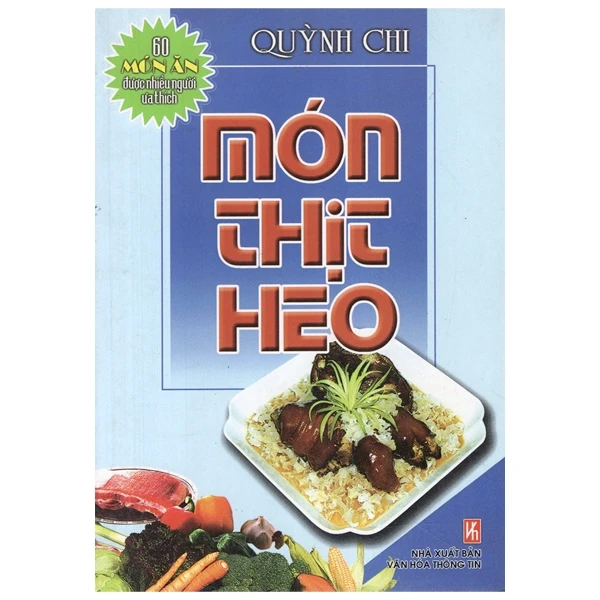 60
MÓN ĂN
được nhiều người
ưa thích
QUỲNH CHI
MÓN
THỊT
HEO
NHÀ XUẤT BẢN
VĂN HÓA THÔNG TIN